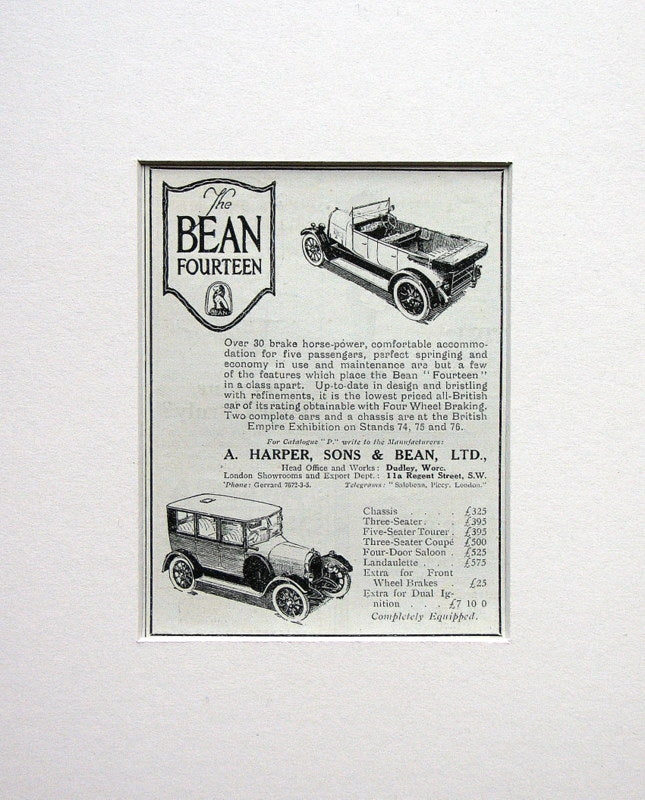 The
BEAN
FOURTEEN
BEAN
Over 30 brake horse-power, comfortable accommo-
dation for five passengers, perfect springing and
economy in use and maintenance are but a few
of the features which place the Bean "Fourteen"
in a class apart. Up-to-date in design and bristling
with refinements, it is the lowest priced all-British
car of its rating obtainable with Four Wheel Braking.
Two complete cars and a chassis are at the British
Empire Exhibition on Stands 74, 75 and 76.
For Catalogue "P." write to the Manufacturers:
A. HARPER, SONS & BEAN, LTD.,
Head Office and Works: Dudley, Worc.
London Showrooms and Export Dept.: 11a Regent Street, S.W.
'Phone: Gerrard 7672-3-5. Telegrams: "Salobean, Piccy, London."
Chassis . . . . £325
Three-Seater . . . £395
Five-Seater Tourer . £395
Three-Seater Coupé £500
Four-Door Saloon . £525
Landaulette . . . £575
Extra for Front
Wheel Brakes . £25
Extra for Dual Ig-
nition . . . £7 10 0
Completely Equipped.